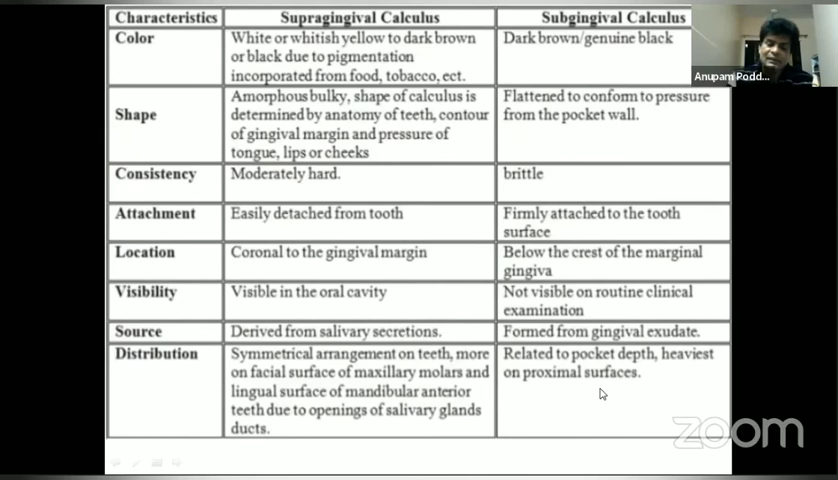 Characteristics Supragingival Calculus Subgingival Calculus
Color White or whitish yellow to dark brown Dark brown/genuine black
or black due to pigmentation
incorporated from food, tobacco, ect.
Shape Amorphous bulky, shape of calculus is Flattened to conform to pressure
determined by anatomy of teeth, contour from the pocket wall.
of gingival margin and pressure of
tongue, lips or cheeks
Consistency Moderately hard. brittle
Attachment Easily detached from tooth Firmly attached to the tooth
surface
Location Coronal to the gingival margin Below the crest of the marginal
gingiva
Visibility Visible in the oral cavity Not visible on routine clinical
examination
Source Derived from salivary secretions. Formed from gingival exudate.
Distribution Symmetrical arrangement on teeth, more Related to pocket depth, heaviest
on facial surface of maxillary molars and on proximal surfaces.
lingual surface of mandibular anterior
teeth due to openings of salivary glands
ducts.
Anupam Podd...
zoom